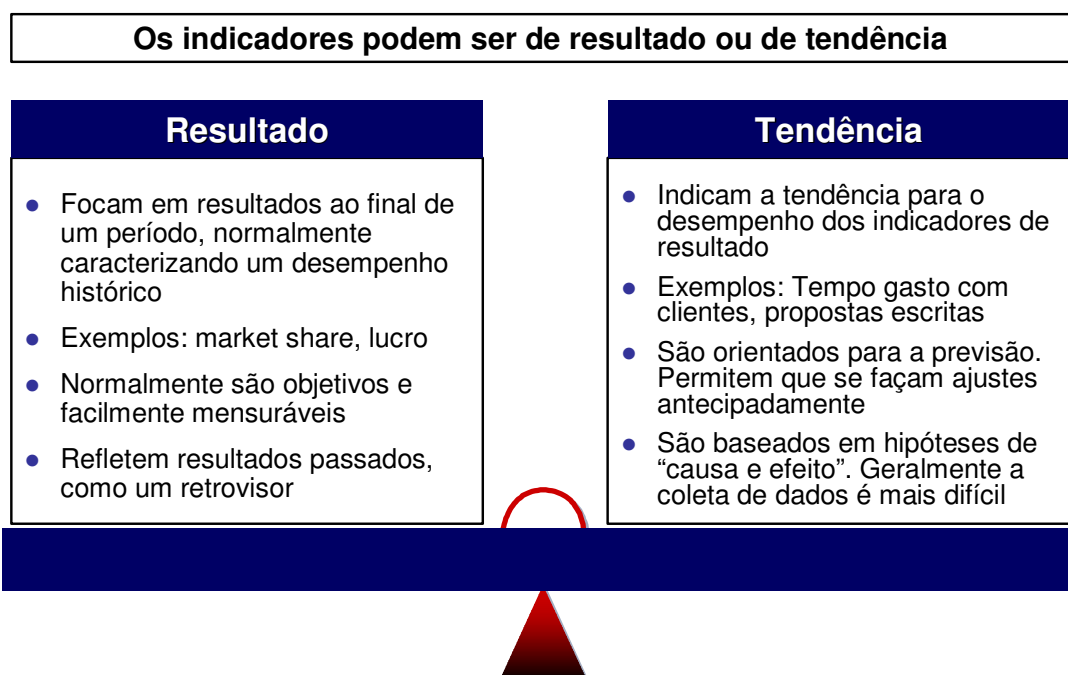 Os indicadores podem ser de resultado ou de tendência
Resultado
● Focam em resultados ao final de
um período, normalmente
caracterizando um desempenho
histórico
● Exemplos: market share, lucro
● Normalmente são objetivos e
facilmente mensuráveis
● Refletem resultados passados,
como um retrovisor
Tendência
● Indicam a tendência para o
desempenho dos indicadores de
resultado
● Exemplos: Tempo gasto com
clientes, propostas escritas
● São orientados para a previsão.
Permitem que se façam ajustes
antecipadamente
● São baseados em hipóteses de
“causa e efeito”. Geralmente a
coleta de dados é mais difícil